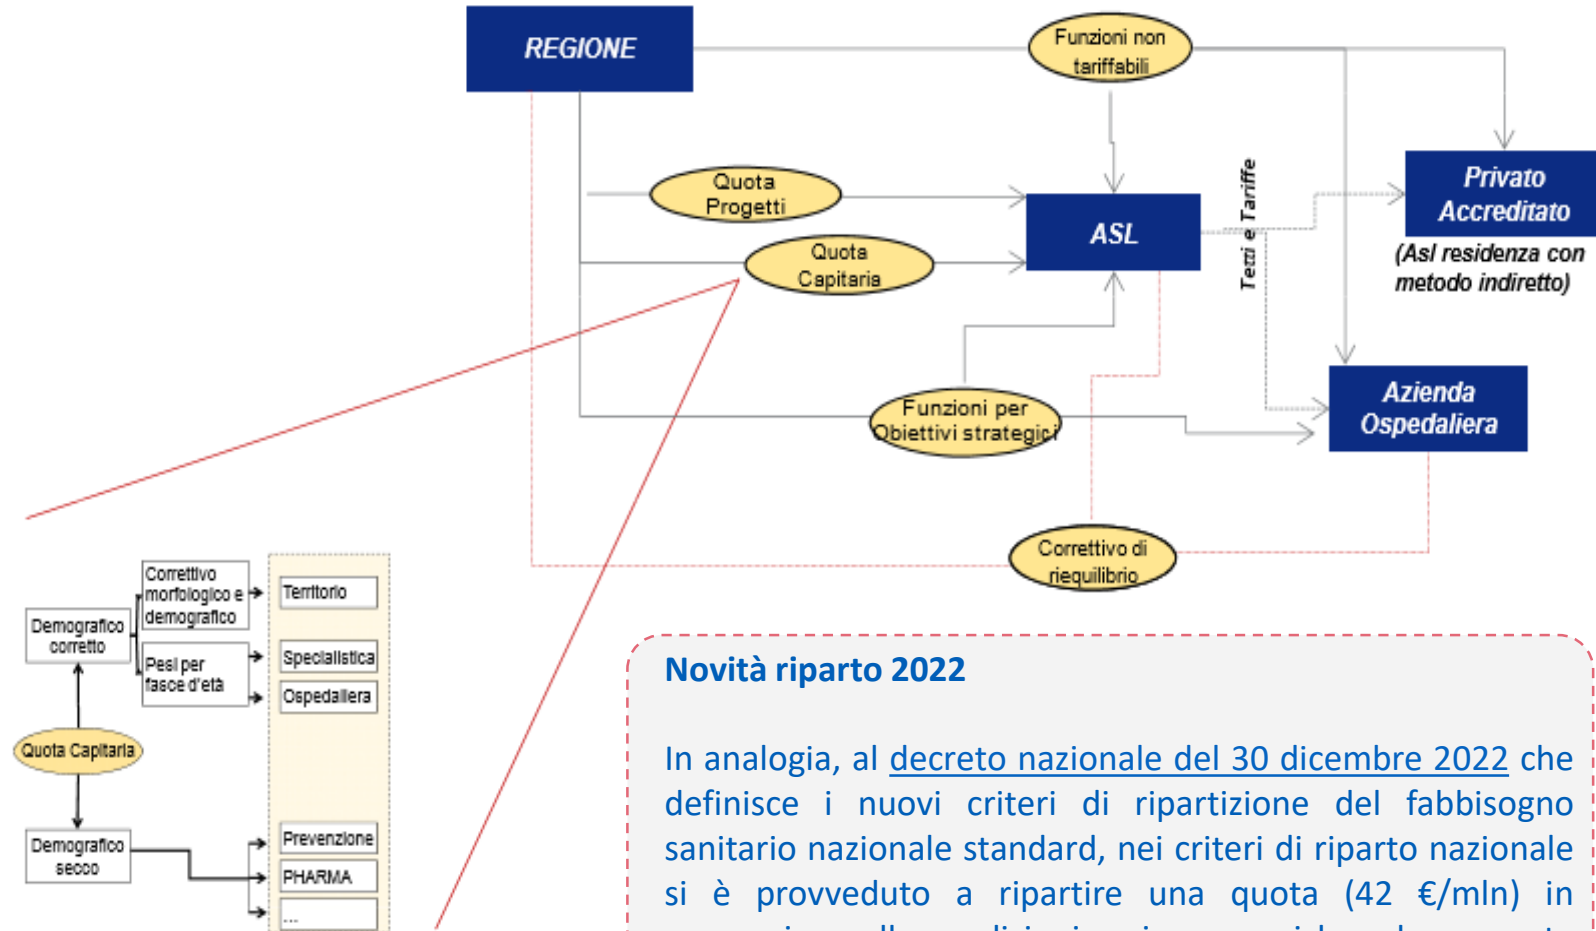 REGIONE
Funzioni non
tariffabili
Quota
Progetti
Quota
Capitaria
ASL
Tetti e Tariffe
Privato
Accreditato
(Asl residenza con
metodo indiretto)
Funzioni per
Obiettivi strategici
Azienda
Ospedaliera
Correttivo di
riequilibrio
Demografico
corretto
Correttivo
morfologico e
demografico
Pesi per
fasce d'età
Territorio
Specialistica
Ospedaliera
Quota Capitaria
Demografico
secco
Prevenzione
PHARMA
...
Novità riparto 2022
In analogia, al decreto nazionale del 30 dicembre 2022 che
definisce i nuovi criteri di ripartizione del fabbisogno
sanitario nazionale standard, nei criteri di riparto nazionale
si è provveduto a ripartire una quota (42 €/mln) in